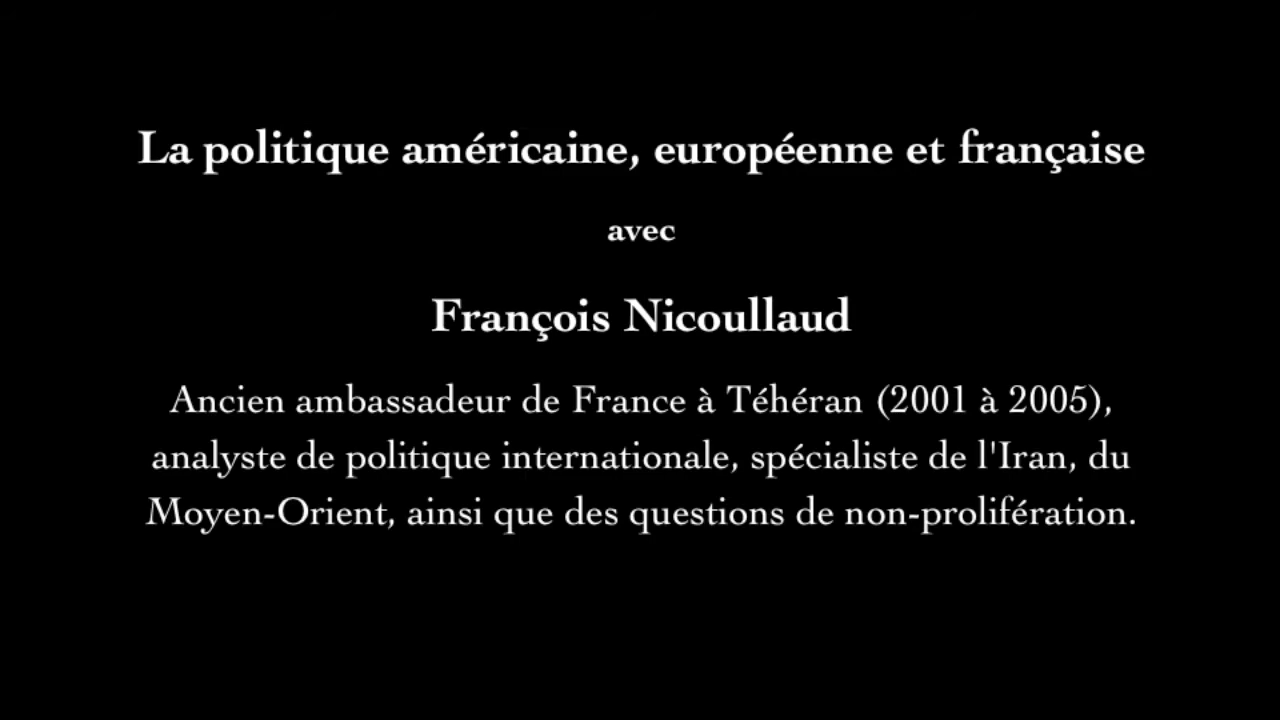 La politique américaine, européenne et française
avec
François Nicoullaud
Ancien ambassadeur de France à Téhéran (2001 à 2005),
analyste de politique internationale, spécialiste de l'Iran, du
Moyen-Orient, ainsi que des questions de non-prolifération.